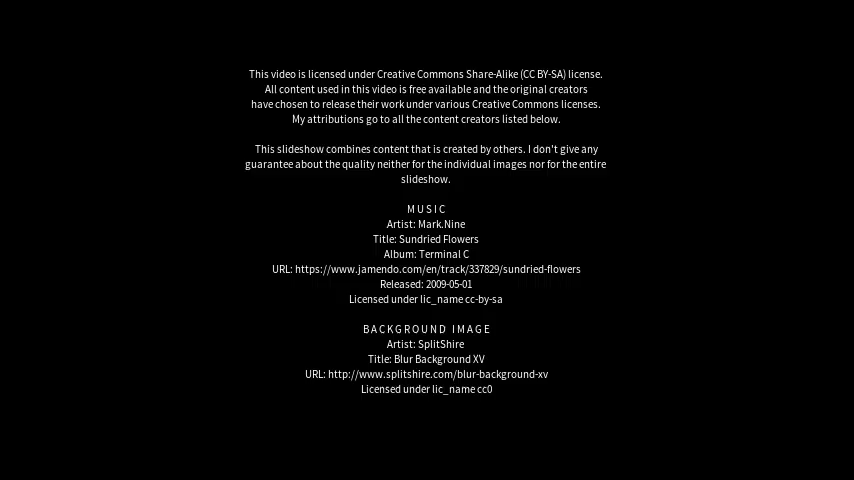 This video is licensed under Creative Commons Share-Alike (CC BY-SA) license.
All content used in this video is free available and the original creators
have chosen to release their work under various Creative Commons licenses.
My attributions go to all the content creators listed below.
This slideshow combines content that is created by others. I don't give any
guarantee about the quality neither for the individual images nor for the entire
slideshow.
MUSIC
Artist: Mark.Nine
Title: Sundried Flowers
Album: Terminal C
URL: https://www.jamendo.com/en/track/337829/sundried-flowers
Released: 2009-05-01
Licensed under lic_name cc-by-sa
BACKGROUND IMAGE
Artist: SplitShire
Title: Blur Background XV
URL: http://www.splitshire.com/blur-background-xv
Licensed under lic_name cc0